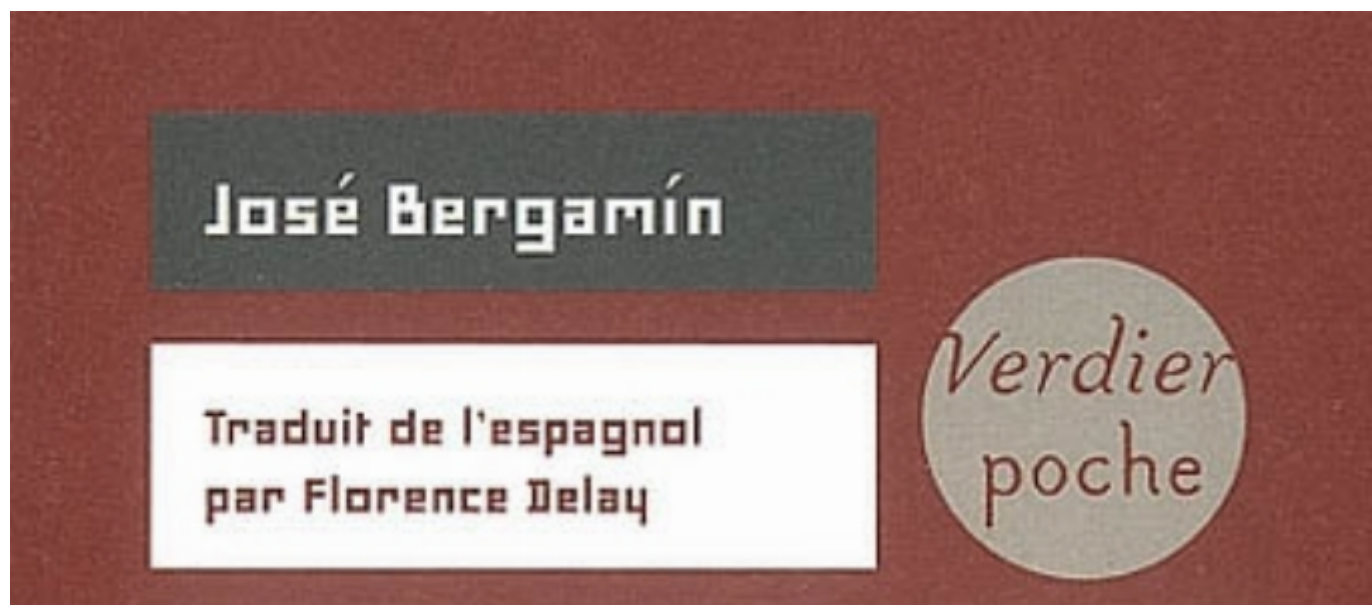 José Bergamín
Traduit de l'espagnol
par Florence Delay
Verdier
poche